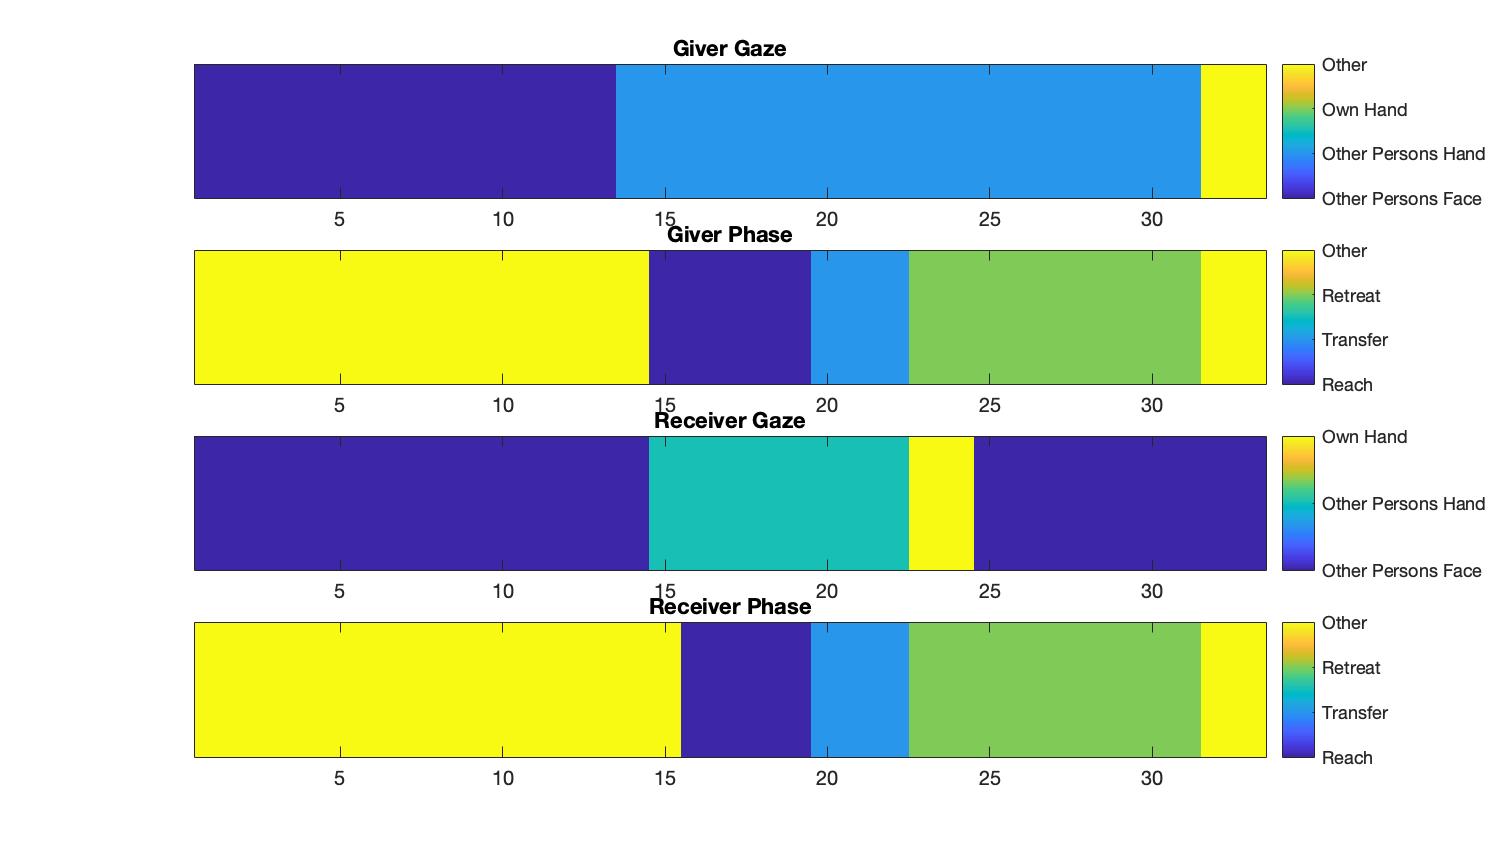 Giver Gaze
Other
Own Hand
Other Persons Hand
Other Persons Face
5 10 15 20 25 30
Giver Phase
Other
Retreat
Transfer
Reach
5 10 15 20 25 30
Receiver Gaze
Own Hand
Other Persons Hand
Other Persons Face
5 10 15 20 25 30
Receiver Phase
Other
Retreat
Transfer
Reach
5 10 15 20 25 30